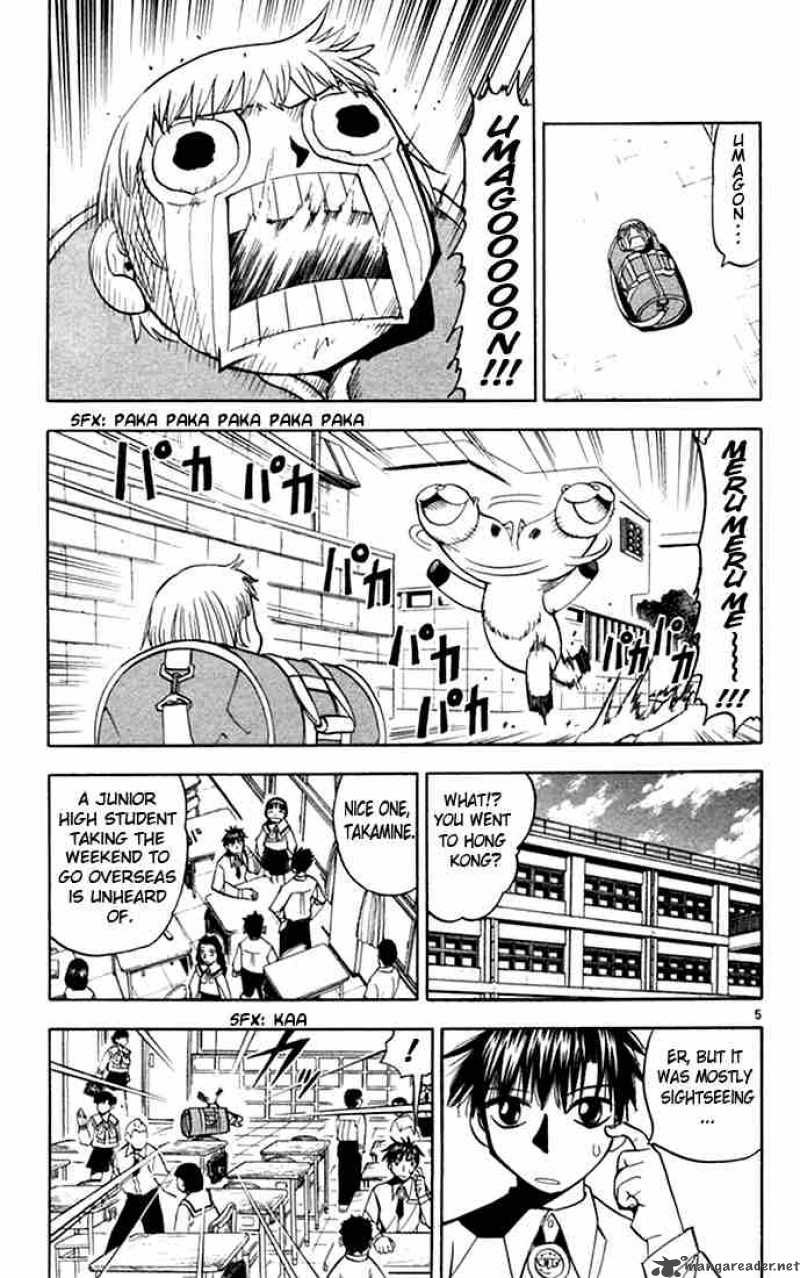 UMAGON...
UMAGOOOOON!!!
SFX: PAKA PAKA PAKA PAKA PAKA
MERUMERUME~~~!!!
パカ
パカ
パカ
パカ
パカ
パカ
WHAT!?
YOU WENT
TO HONG
KONG?
NICE ONE,
TAKAMINE.
A JUNIOR
HIGH STUDENT
TAKING THE
WEEKEND TO
GO OVERSEAS
IS UNHEARD
OF.
5
ER, BUT IT
WAS MOSTLY
SIGHTSEEING
...
SFX: KAA
!
mangareader.net